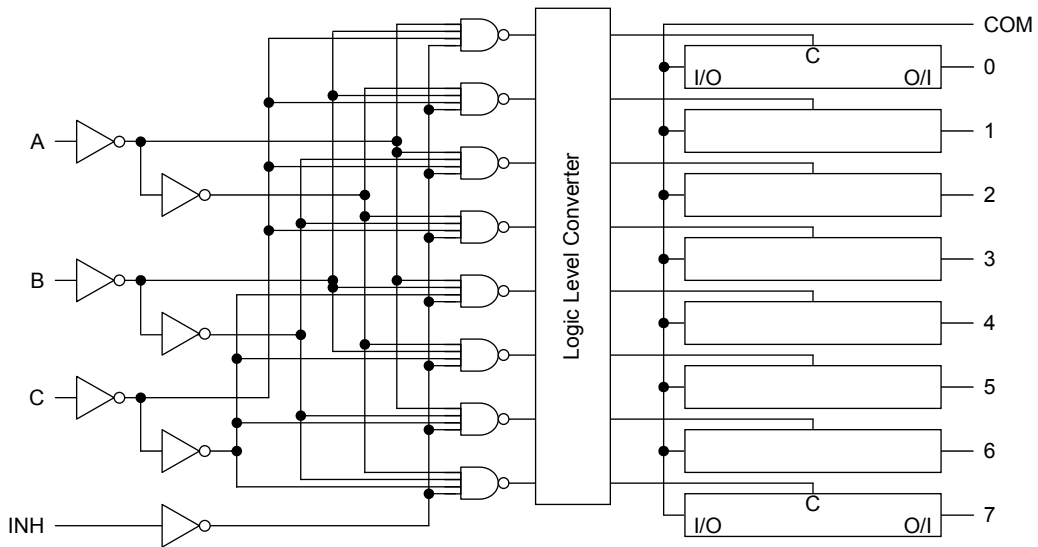 COM
C
I/O O/I
0
1
A
2
Logic Level Converter
3
B
4
5
C
6
C
I/O O/I
7
INH